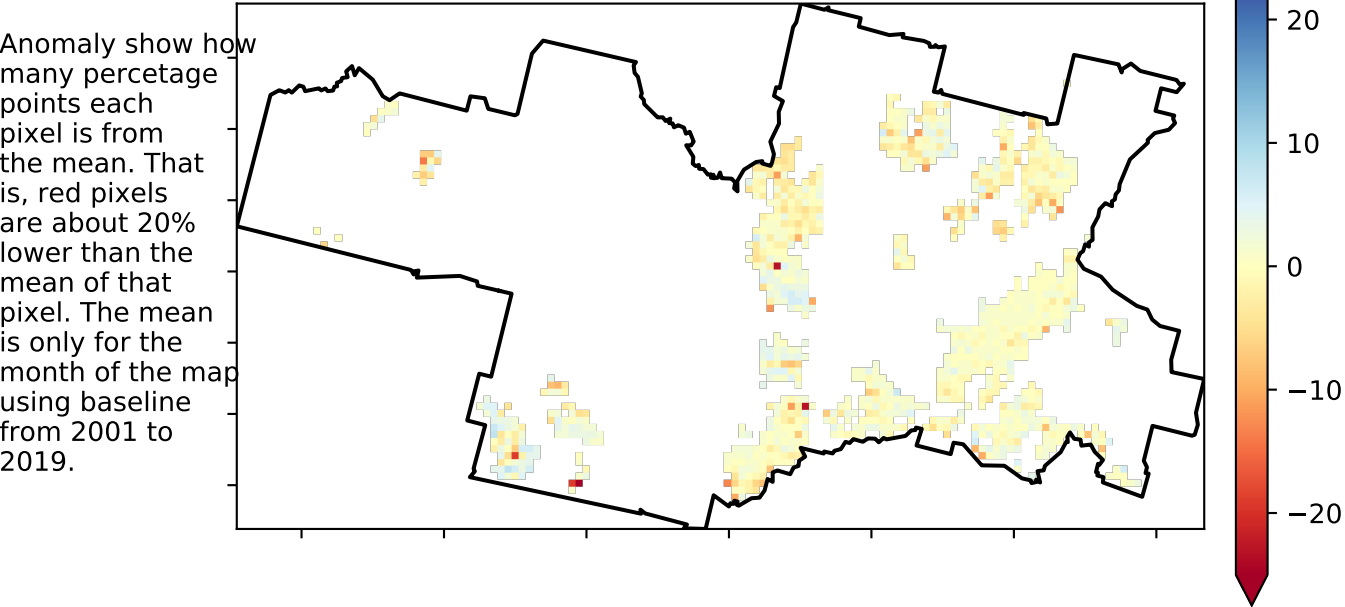 Anomaly show how
many percetage
points each
pixel is from
the mean. That
is, red pixels
are about 20%
lower than the
mean of that
pixel. The mean
is only for the
month of the map
using baseline
from 2001 to
2019.
20
10
0
−10
−20